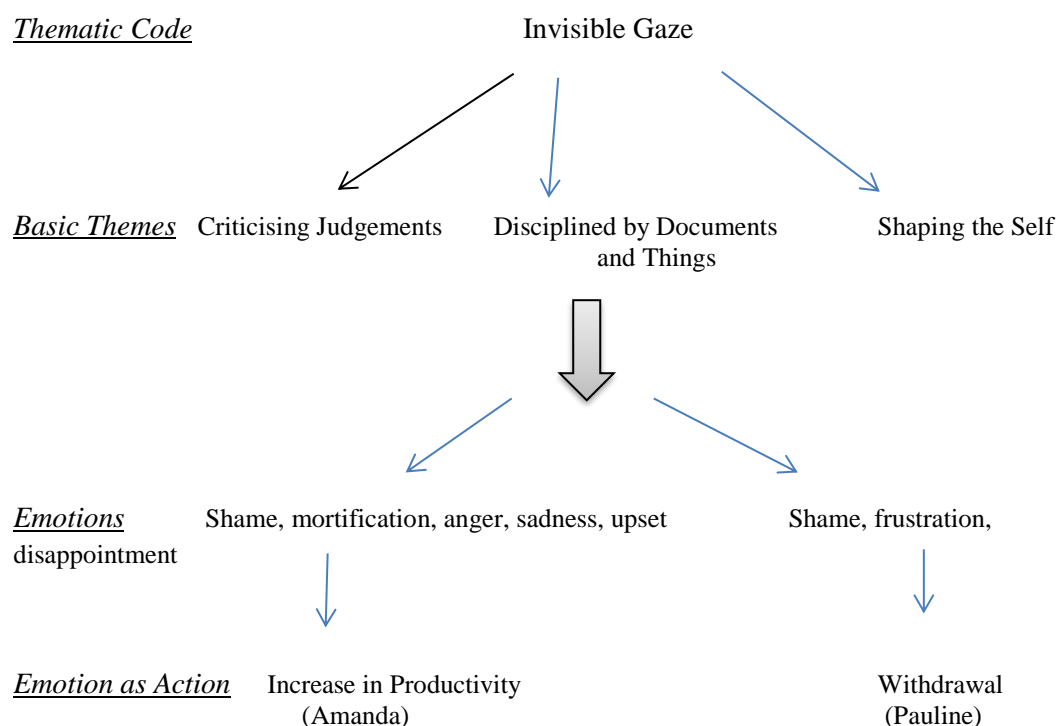 Thematic Code Invisible Gaze
Basic Themes Criticising Judgements Disciplined by Documents Shaping the Self
and Things
Emotions Shame, mortification, anger, sadness, upset Shame, frustration,
disappointment
Emotion as Action Increase in Productivity Withdrawal
(Amanda) (Pauline)